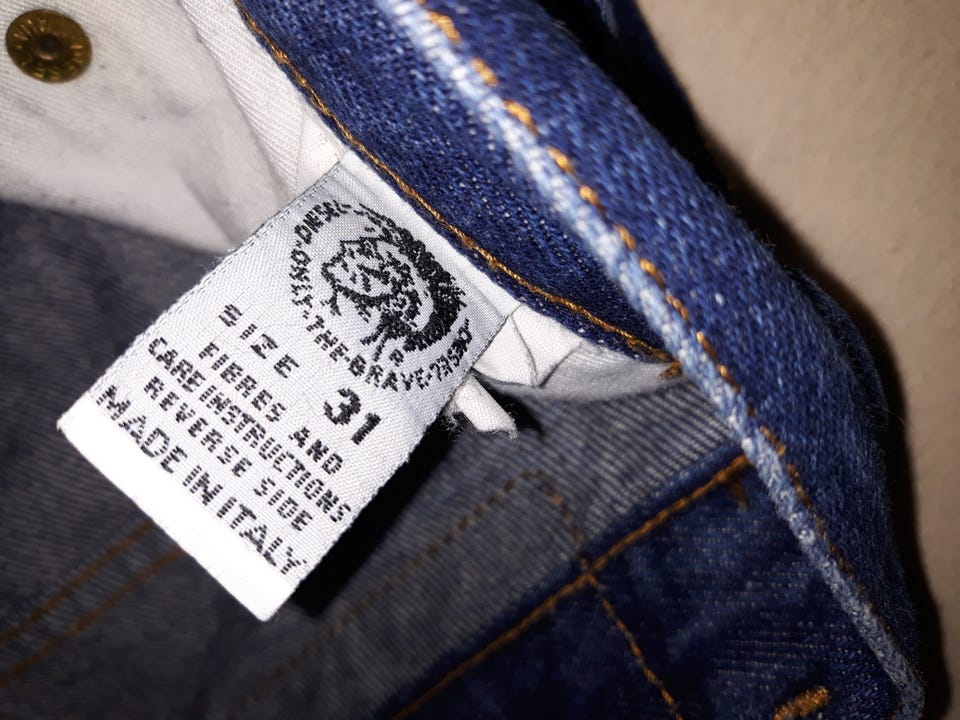 DIESEL·ONLY·THE·BRAVE·
R
SIZE 31
FIBRES AND
CARE INSTRUCTIONS
REVERSE SIDE
MADE IN ITALY